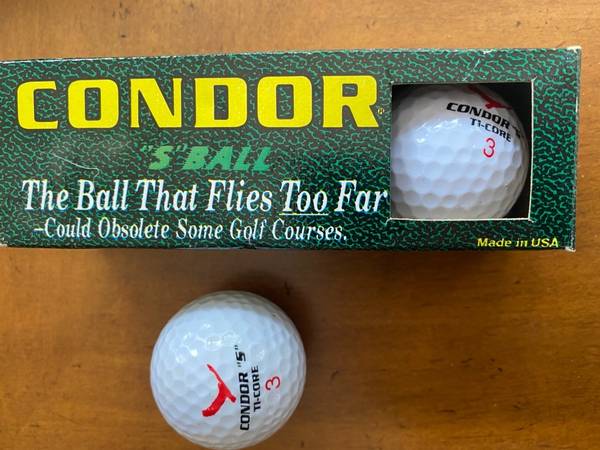 CONDOR®
"S" BALL
The Ball That Flies Too Far
–Could Obsolete Some Golf Courses.
Made in USA
CONDOR "S"
TI-CORE
3
CONDOR "S"
TI-CORE
3